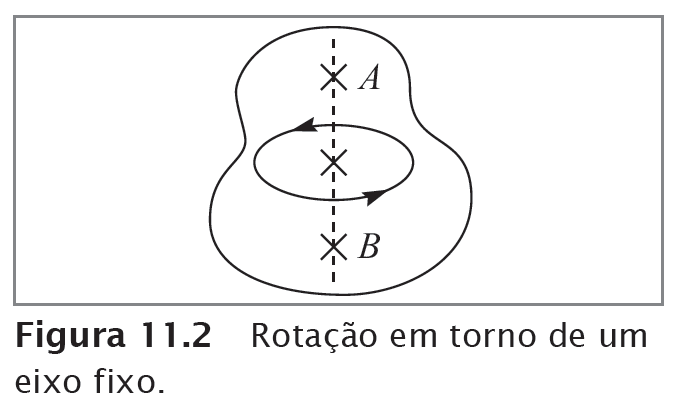 A
B
Figura 11.2 Rotação em torno de um
eixo fixo.